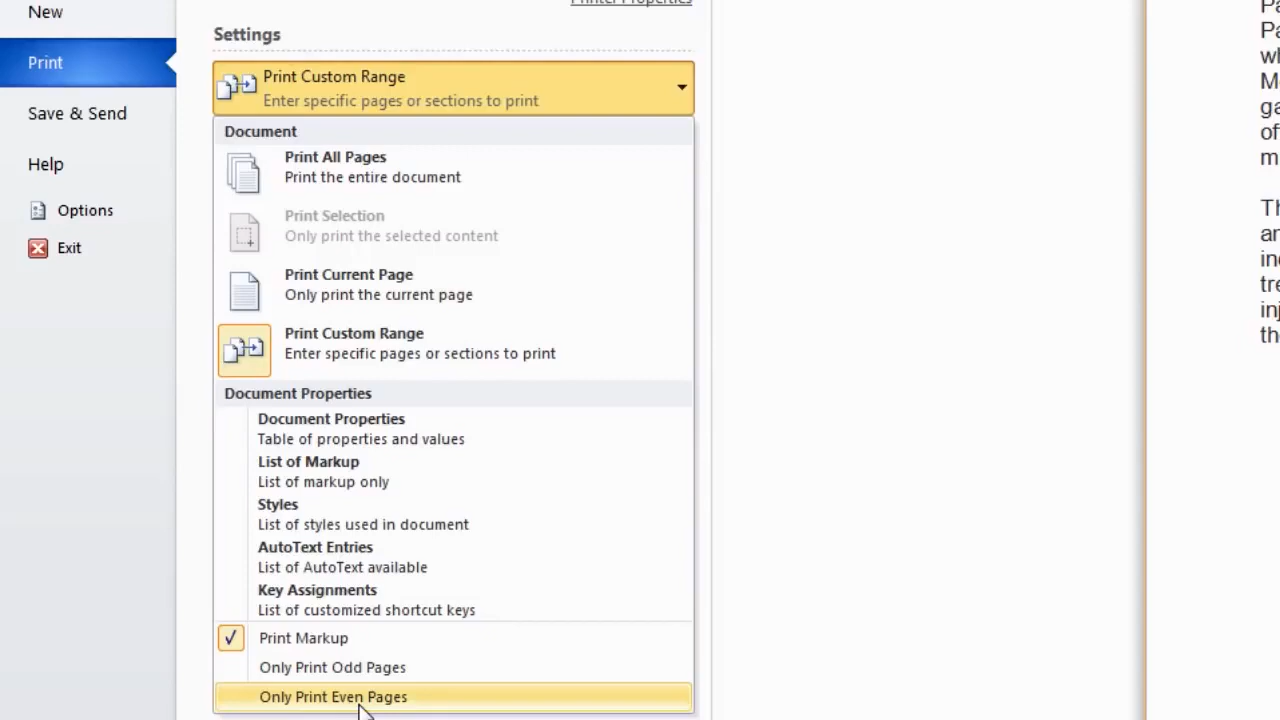 New
Print
Save & Send
Help
Options
Exit
Printer Properties
Settings
Print Custom Range
Enter specific pages or sections to print
Document
Print All Pages
Print the entire document
Print Selection
Only print the selected content
Print Current Page
Only print the current page
Print Custom Range
Enter specific pages or sections to print
Document Properties
Document Properties
Table of properties and values
List of Markup
List of markup only
Styles
List of styles used in document
AutoText Entries
List of AutoText available
Key Assignments
List of customized shortcut keys
Print Markup
Only Print Odd Pages
Only Print Even Pages